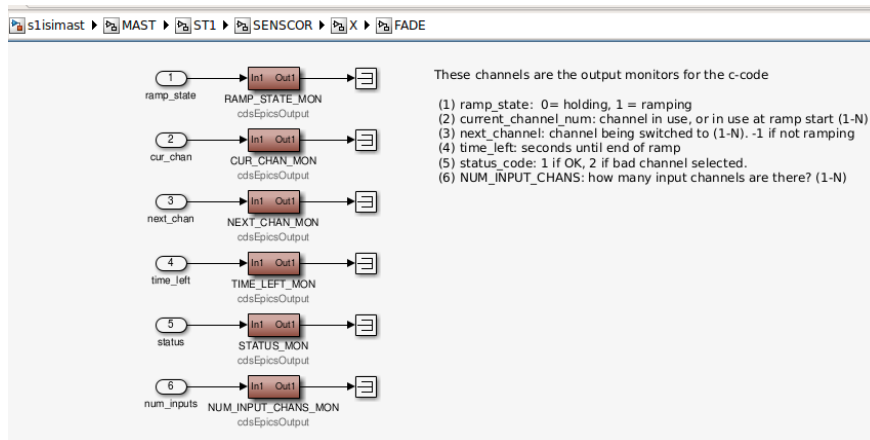 s1isimast MAST ST1 SENSCOR X FADE
These channels are the output monitors for the c-code
(1) ramp_state: 0= holding, 1 = ramping
(2) current_channel_num: channel in use, or in use at ramp start (1-N)
(3) next_channel: channel being switched to (1-N). -1 if not ramping
(4) time_left: seconds until end of ramp
(5) status_code: 1 if OK, 2 if bad channel selected.
(6) NUM_INPUT_CHANS: how many input channels are there? (1-N)
1 In1 Out1
ramp_state
RAMP_STATE_MON
cdsEpicsOutput
2 In1 Out1
cur_chan
CUR_CHAN_MON
cdsEpicsOutput
3 In1 Out1
next_chan
NEXT_CHAN_MON
cdsEpicsOutput
4 In1 Out1
time_left
TIME_LEFT_MON
cdsEpicsOutput
5 In1 Out1
status
STATUS_MON
cdsEpicsOutput
6 In1 Out1
num_inputs
NUM_INPUT_CHANS_MON
cdsEpicsOutput